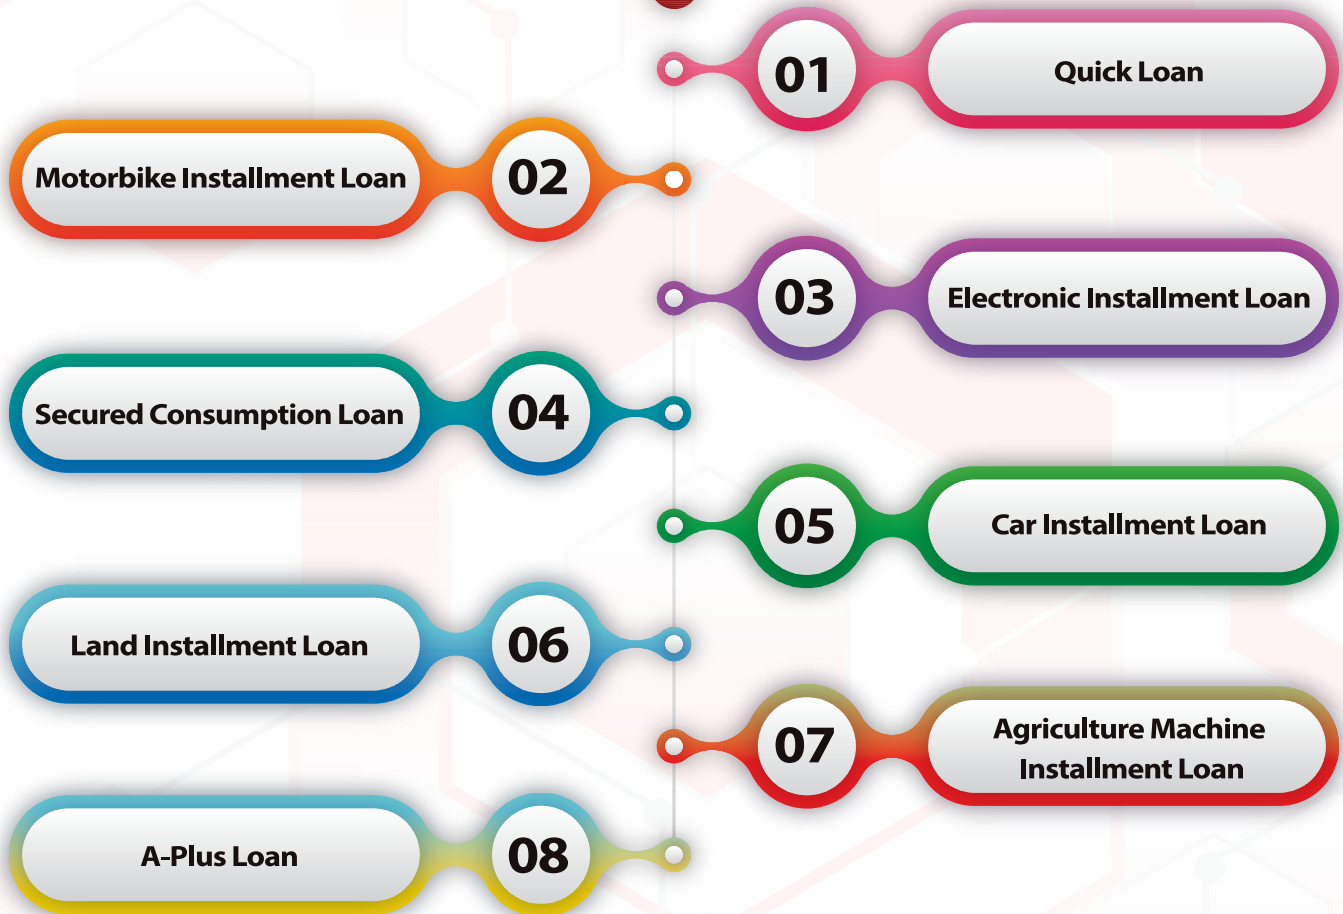 01
Quick Loan
Motorbike Installment Loan
02
03
Electronic Installment Loan
Secured Consumption Loan
04
05
Car Installment Loan
Land Installment Loan
06
07
Agriculture Machine
Installment Loan
A-Plus Loan
08